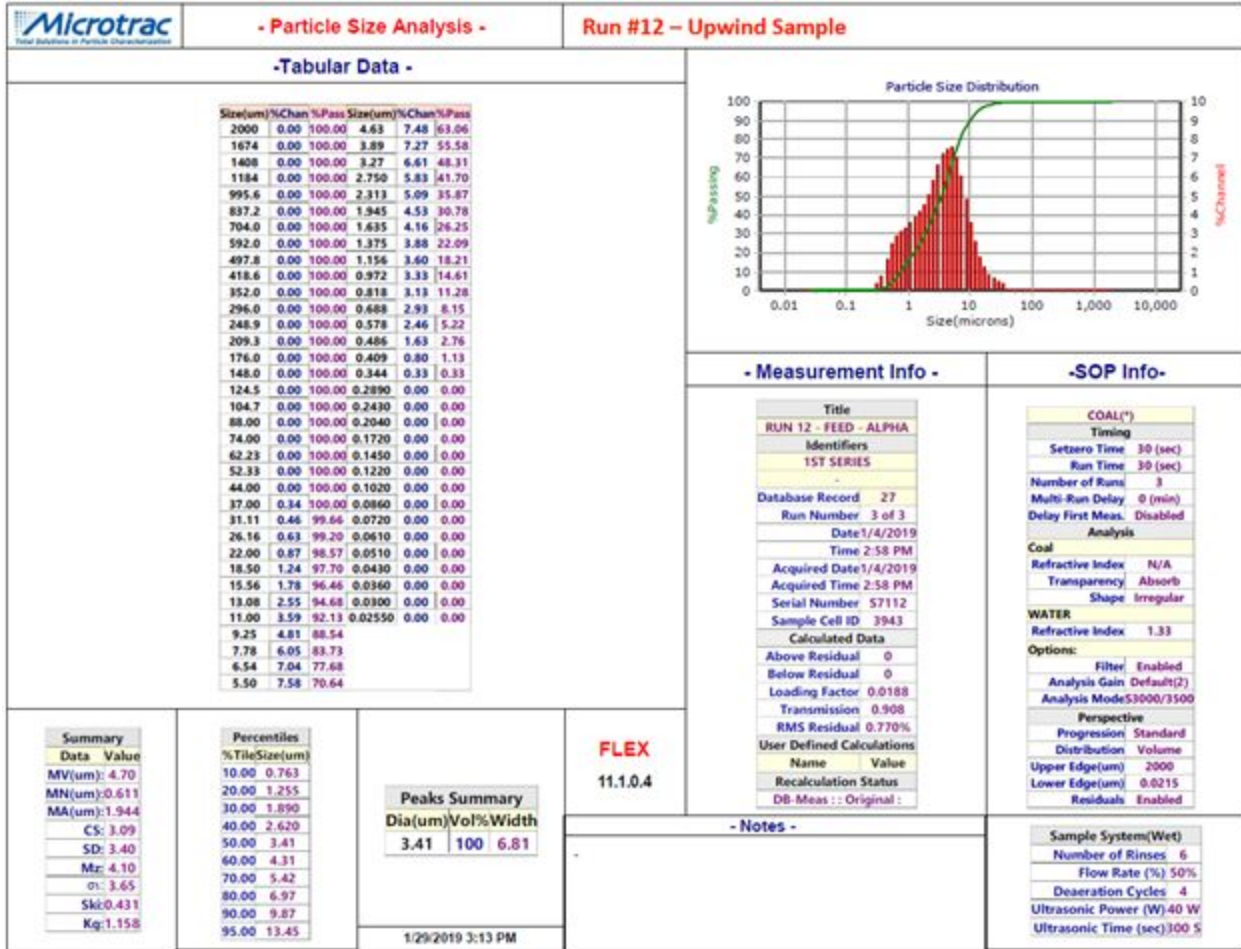 Microtrac
Total Solutions in Particle Characterization
- Particle Size Analysis -
Run #12 – Upwind Sample
-Tabular Data -
Size(um) %Chan %Pass Size(um) %Chan %Pass
2000 0.00 100.00 4.63 7.48 63.06
1674 0.00 100.00 3.89 7.27 55.58
1408 0.00 100.00 3.27 6.61 48.31
1184 0.00 100.00 2.750 5.83 41.70
995.6 0.00 100.00 2.313 5.09 35.87
837.2 0.00 100.00 1.945 4.53 30.78
704.0 0.00 100.00 1.635 4.16 26.25
592.0 0.00 100.00 1.375 3.88 22.09
497.8 0.00 100.00 1.156 3.60 18.21
418.6 0.00 100.00 0.972 3.33 14.61
352.0 0.00 100.00 0.818 3.13 11.28
296.0 0.00 100.00 0.688 2.93 8.15
248.9 0.00 100.00 0.578 2.46 5.22
209.3 0.00 100.00 0.486 1.63 2.76
176.0 0.00 100.00 0.409 0.80 1.13
148.0 0.00 100.00 0.344 0.33 0.33
124.5 0.00 100.00 0.2890 0.00 0.00
104.7 0.00 100.00 0.2430 0.00 0.00
88.00 0.00 100.00 0.2040 0.00 0.00
74.00 0.00 100.00 0.1720 0.00 0.00
62.23 0.00 100.00 0.1450 0.00 0.00
52.33 0.00 100.00 0.1220 0.00 0.00
44.00 0.00 100.00 0.1020 0.00 0.00
37.00 0.34 100.00 0.0860 0.00 0.00
31.11 0.46 99.66 0.0720 0.00 0.00
26.16 0.63 99.20 0.0610 0.00 0.00
22.00 0.87 98.57 0.0510 0.00 0.00
18.50 1.24 97.70 0.0430 0.00 0.00
15.56 1.78 96.46 0.0360 0.00 0.00
13.08 2.55 94.68 0.0300 0.00 0.00
11.00 3.59 92.13 0.02550 0.00 0.00
9.25 4.81 88.54
7.78 6.05 83.73
6.54 7.04 77.68
5.50 7.58 70.64
Particle Size Distribution
%Passing
100
90
80
70
60
50
40
30
20
10
0
10
9
8
7
6
5
4
3
2
1
0
%Channel
0.01 0.1 1 10 100 1,000 10,000
Size(microns)
- Measurement Info -
Title
RUN 12 - FEED - ALPHA
Identifiers
1ST SERIES
-
Database Record 27
Run Number 3 of 3
Date 1/4/2019
Time 2:58 PM
Acquired Date 1/4/2019
Acquired Time 2:58 PM
Serial Number S7112
Sample Cell ID 3943
Calculated Data
Above Residual 0
Below Residual 0
Loading Factor 0.0188
Transmission 0.908
RMS Residual 0.770%
User Defined Calculations
Name Value
Recalculation Status
DB-Meas : : Original :
-SOP Info-
COAL(*)
Timing
Setzero Time 30 (sec)
Run Time 30 (sec)
Number of Runs 3
Multi-Run Delay 0 (min)
Delay First Meas. Disabled
Analysis
Coal
Refractive Index N/A
Transparency Absorb
Shape Irregular
WATER
Refractive Index 1.33
Options:
Filter Enabled
Analysis Gain Default(2)
Analysis Mode S3000/3500
Perspective
Progression Standard
Distribution Volume
Upper Edge(um) 2000
Lower Edge(um) 0.0215
Residuals Enabled
Summary
Data Value
MV(um): 4.70
MN(um): 0.611
MA(um): 1.944
CS: 3.09
SD: 3.40
Mz: 4.10
σ1: 3.65
Ski: 0.431
Kg: 1.158
Percentiles
%Tile Size(um)
10.00 0.763
20.00 1.255
30.00 1.890
40.00 2.620
50.00 3.41
60.00 4.31
70.00 5.42
80.00 6.97
90.00 9.87
95.00 13.45
Peaks Summary
Dia(um) Vol% Width
3.41 100 6.81
1/29/2019 3:13 PM
FLEX
11.1.0.4
- Notes -
-
Sample System(Wet)
Number of Rinses 6
Flow Rate (%) 50%
Deaeration Cycles 4
Ultrasonic Power (W) 40 W
Ultrasonic Time (sec) 300 S